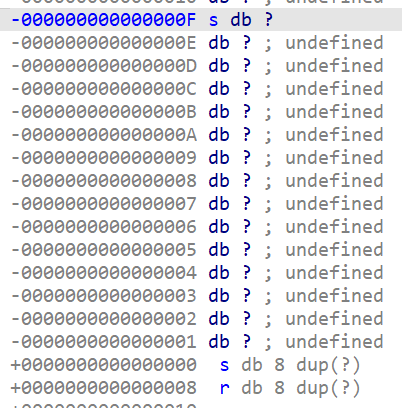 -000000000000000F s db ?
-000000000000000E db ? ; undefined
-000000000000000D db ? ; undefined
-000000000000000C db ? ; undefined
-000000000000000B db ? ; undefined
-000000000000000A db ? ; undefined
-0000000000000009 db ? ; undefined
-0000000000000008 db ? ; undefined
-0000000000000007 db ? ; undefined
-0000000000000006 db ? ; undefined
-0000000000000005 db ? ; undefined
-0000000000000004 db ? ; undefined
-0000000000000003 db ? ; undefined
-0000000000000002 db ? ; undefined
-0000000000000001 db ? ; undefined
+0000000000000000  s db 8 dup(?)
+0000000000000008  r db 8 dup(?)